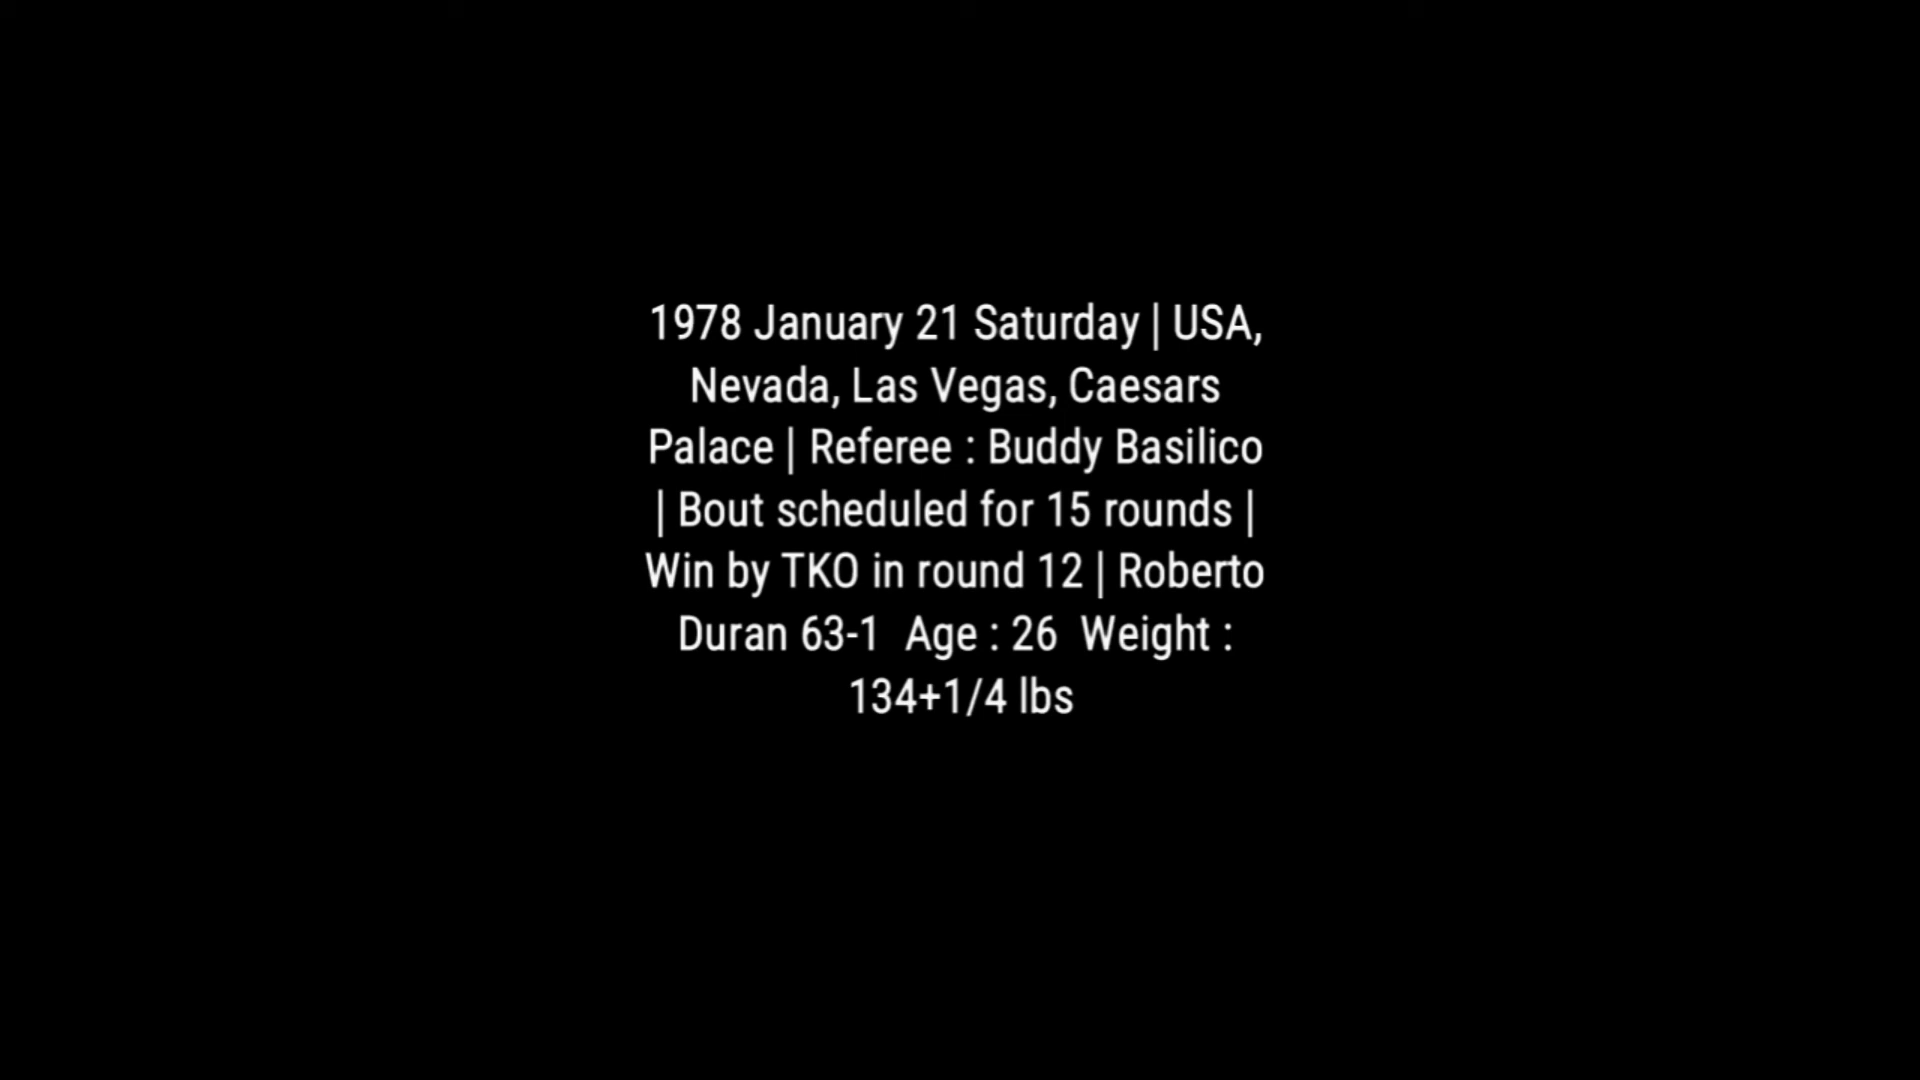 1978 January 21 Saturday | USA,
Nevada, Las Vegas, Caesars
Palace | Referee : Buddy Basilico
| Bout scheduled for 15 rounds |
Win by TKO in round 12 | Roberto
Duran 63-1  Age : 26  Weight :
134+1/4 lbs